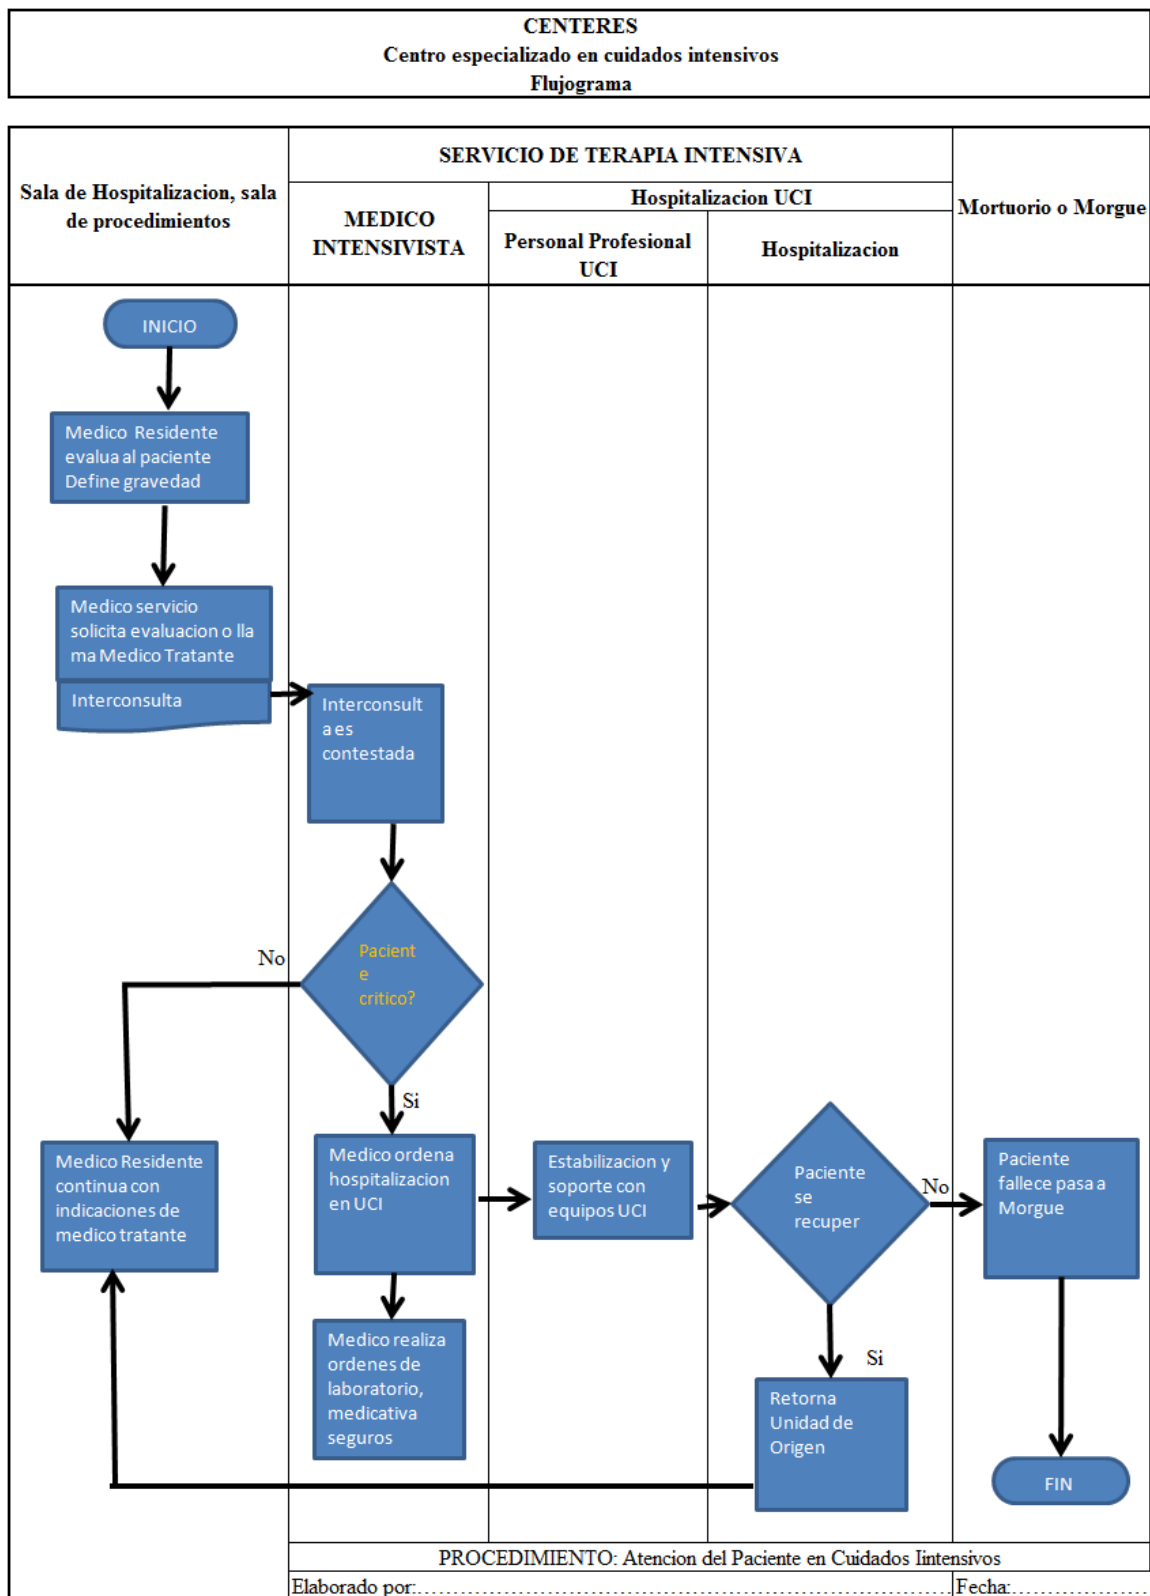 CENTERES
Centro especializado en cuidados intensivos
Flujograma
Sala de Hospitalizacion, sala
de procedimientos
SERVICIO DE TERAPIA INTENSIVA
MEDICO
INTENSIVISTA
Hospitalizacion UCI
Personal Profesional
UCI
Hospitalizacion
Mortuorio o Morgue
INICIO
Medico Residente
evalua al paciente
Define gravedad
Medico servicio
solicita evaluacion o lla
ma Medico Tratante
Interconsulta
Interconsult
a es
contestada
Pacient
e
critico?
No
Si
Medico Residente
continua con
indicaciones de
medico tratante
Medico ordena
hospitalizacion
en UCI
Estabilizacion y
soporte con
equipos UCI
Paciente
se
recuper
No
Paciente
fallece pasa a
Morgue
Medico realiza
ordenes de
laboratorio,
medicativa
seguros
Si
Retorna
Unidad de
Origen
FIN
PROCEDIMIENTO: Atencion del Paciente en Cuidados Iintensivos
Elaborado por:……………………………………………………………………
Fecha:………………